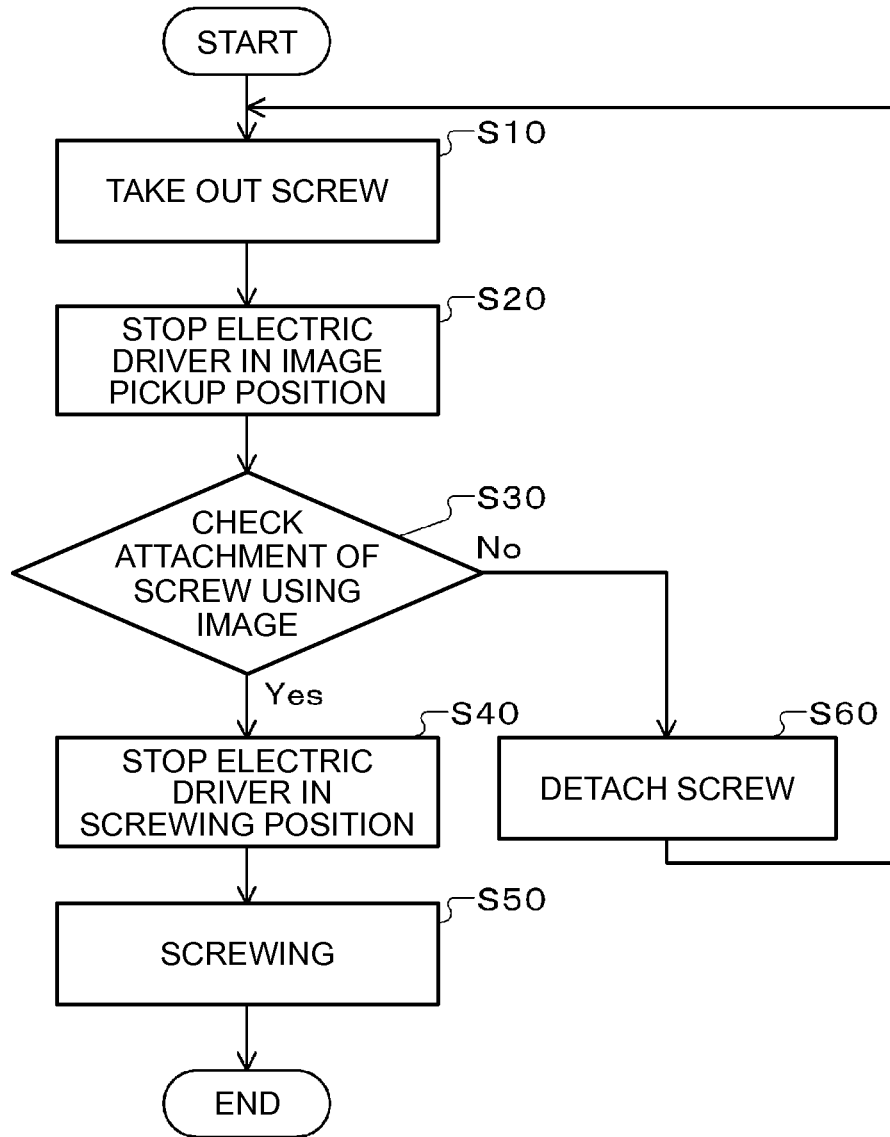 START
S10
TAKE OUT SCREW
S20
STOP ELECTRIC
DRIVER IN IMAGE
PICKUP POSITION
S30
CHECK
ATTACHMENT OF
SCREW USING
IMAGE
No
Yes
S40
STOP ELECTRIC
DRIVER IN
SCREWING POSITION
S60
DETACH SCREW
S50
SCREWING
END